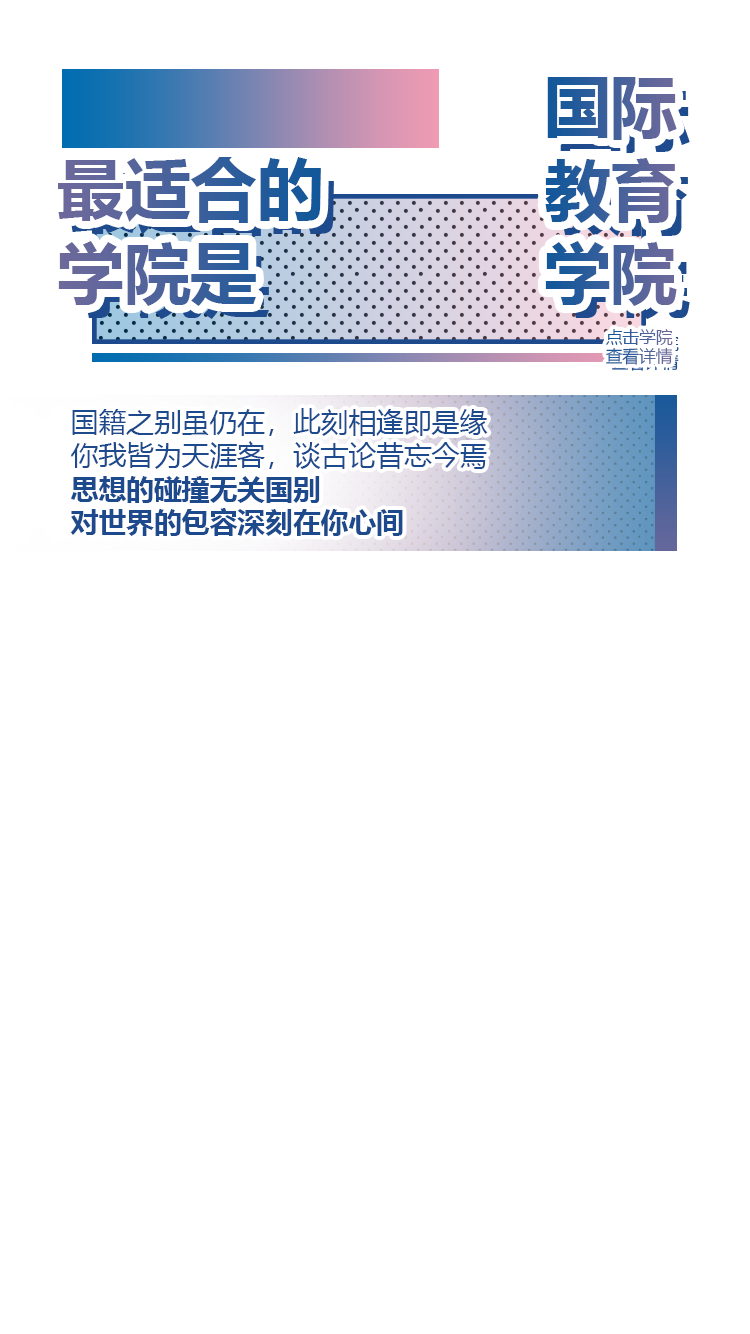 最适合的
学院是
国际
教育
学院
点击学院
查看详情
国籍之别虽仍在，此刻相逢即是缘
你我皆为天涯客，谈古论昔忘今焉
思想的碰撞无关国别
对世界的包容深刻在你心间